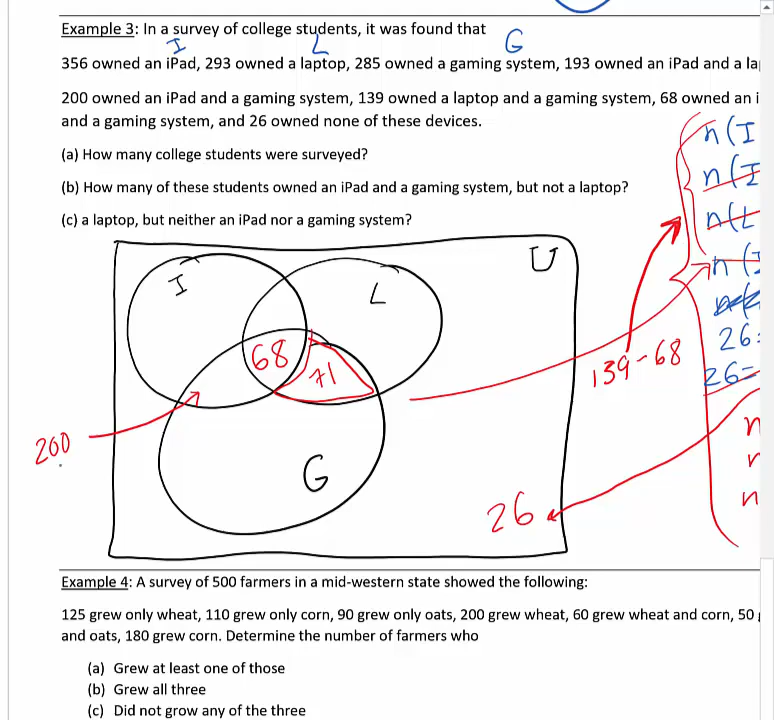 Example 3: In a survey of college students, it was found that
I L G
356 owned an iPad, 293 owned a laptop, 285 owned a gaming system, 193 owned an iPad and a la
200 owned an iPad and a gaming system, 139 owned a laptop and a gaming system, 68 owned an i
and a gaming system, and 26 owned none of these devices.
n(I
(a) How many college students were surveyed?
n(I
(b) How many of these students owned an iPad and a gaming system, but not a laptop?
(c) a laptop, but neither an iPad nor a gaming system?
n(L
U
n(I
I
L
26=
68
71
139-68
26=
200
n
G
n
26
n
Example 4: A survey of 500 farmers in a mid-western state showed the following:
125 grew only wheat, 110 grew only corn, 90 grew only oats, 200 grew wheat, 60 grew wheat and corn, 50
and oats, 180 grew corn. Determine the number of farmers who
(a) Grew at least one of those
(b) Grew all three
(c) Did not grow any of the three